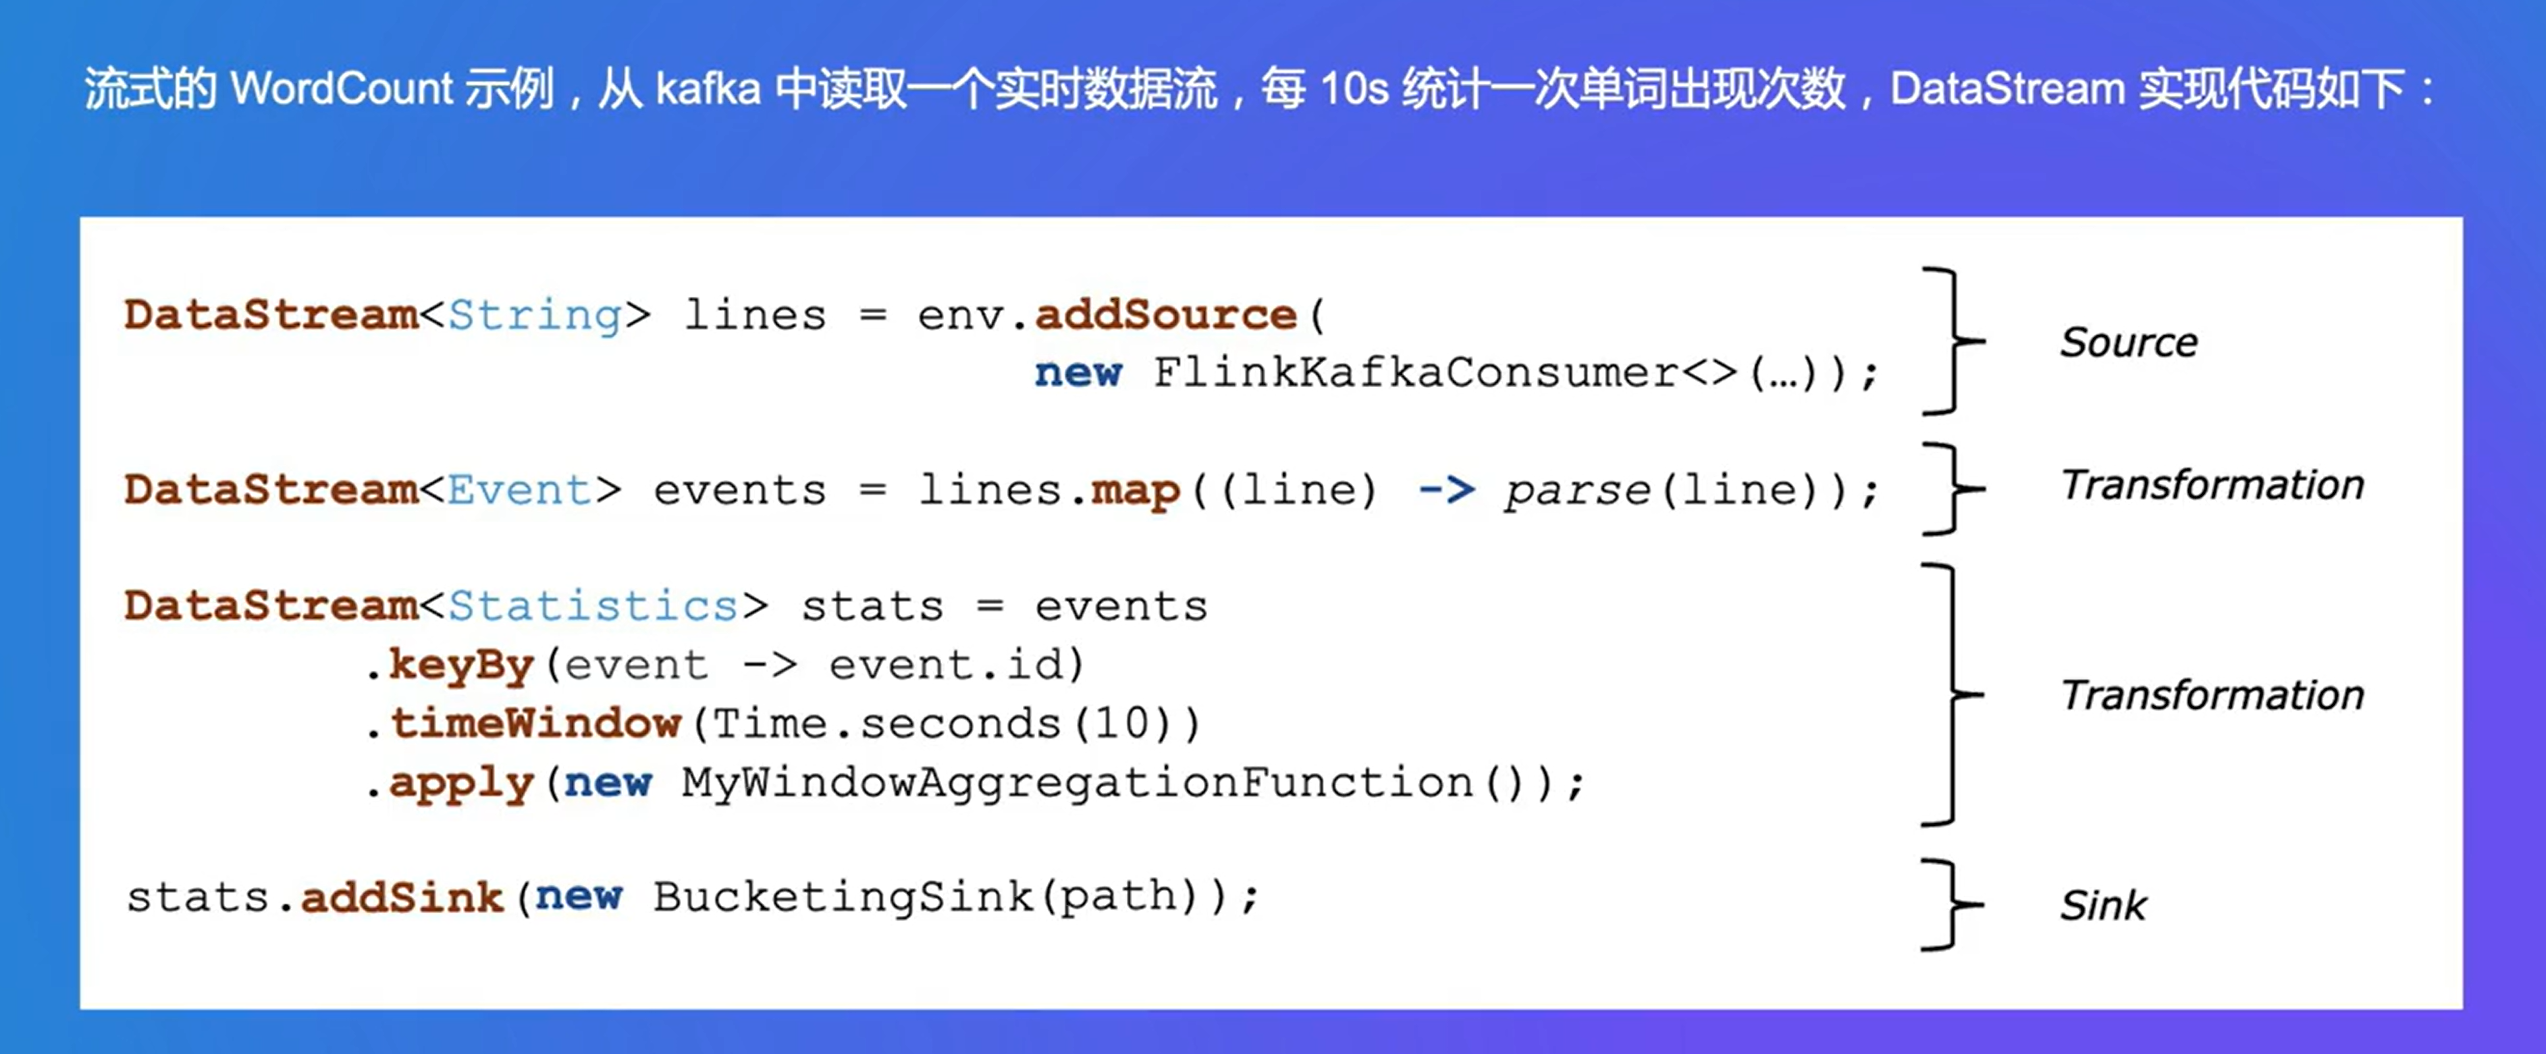 流式的 WordCount 示例，从 kafka 中读取一个实时数据流，每 10s 统计一次单词出现次数，DataStream 实现代码如下：
DataStream<String> lines = env.addSource(
new FlinkKafkaConsumer<>(…));
Source
DataStream<Event> events = lines.map((line) -> parse(line));
Transformation
DataStream<Statistics> stats = events
.keyBy(event -> event.id)
.timeWindow(Time.seconds(10))
.apply(new MyWindowAggregationFunction());
Transformation
stats.addSink(new BucketingSink(path));
Sink